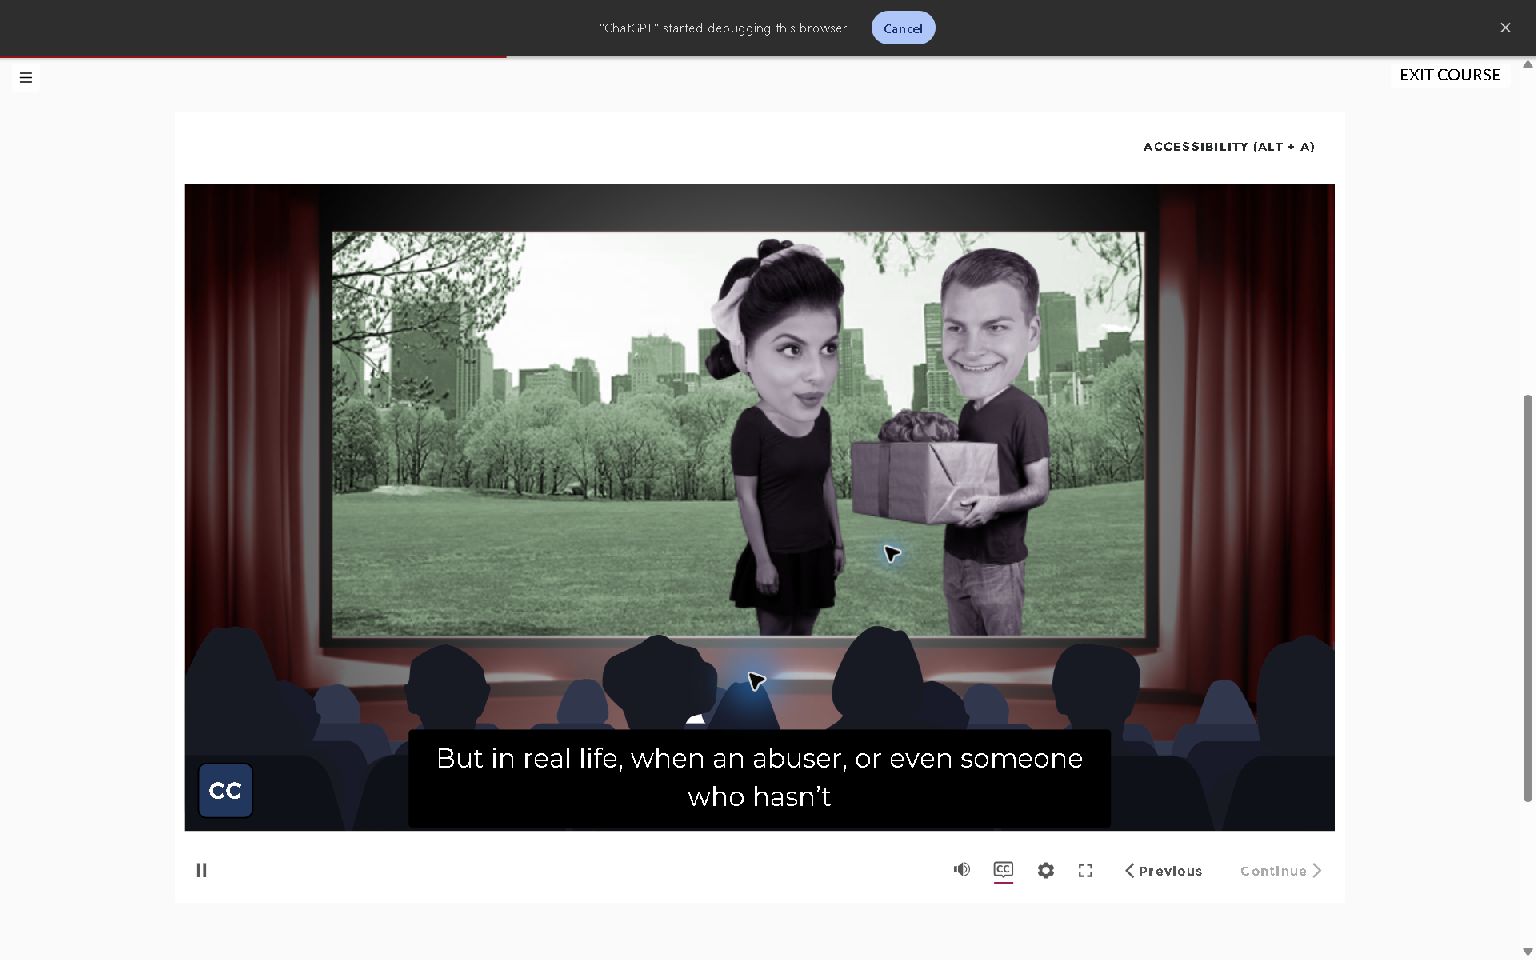 "ChatGPT" started debugging this browser
Cancel
EXIT COURSE
ACCESSIBILITY (ALT + A)
But in real life, when an abuser, or even someone
who hasn't
CC
CC
Previous
Continue